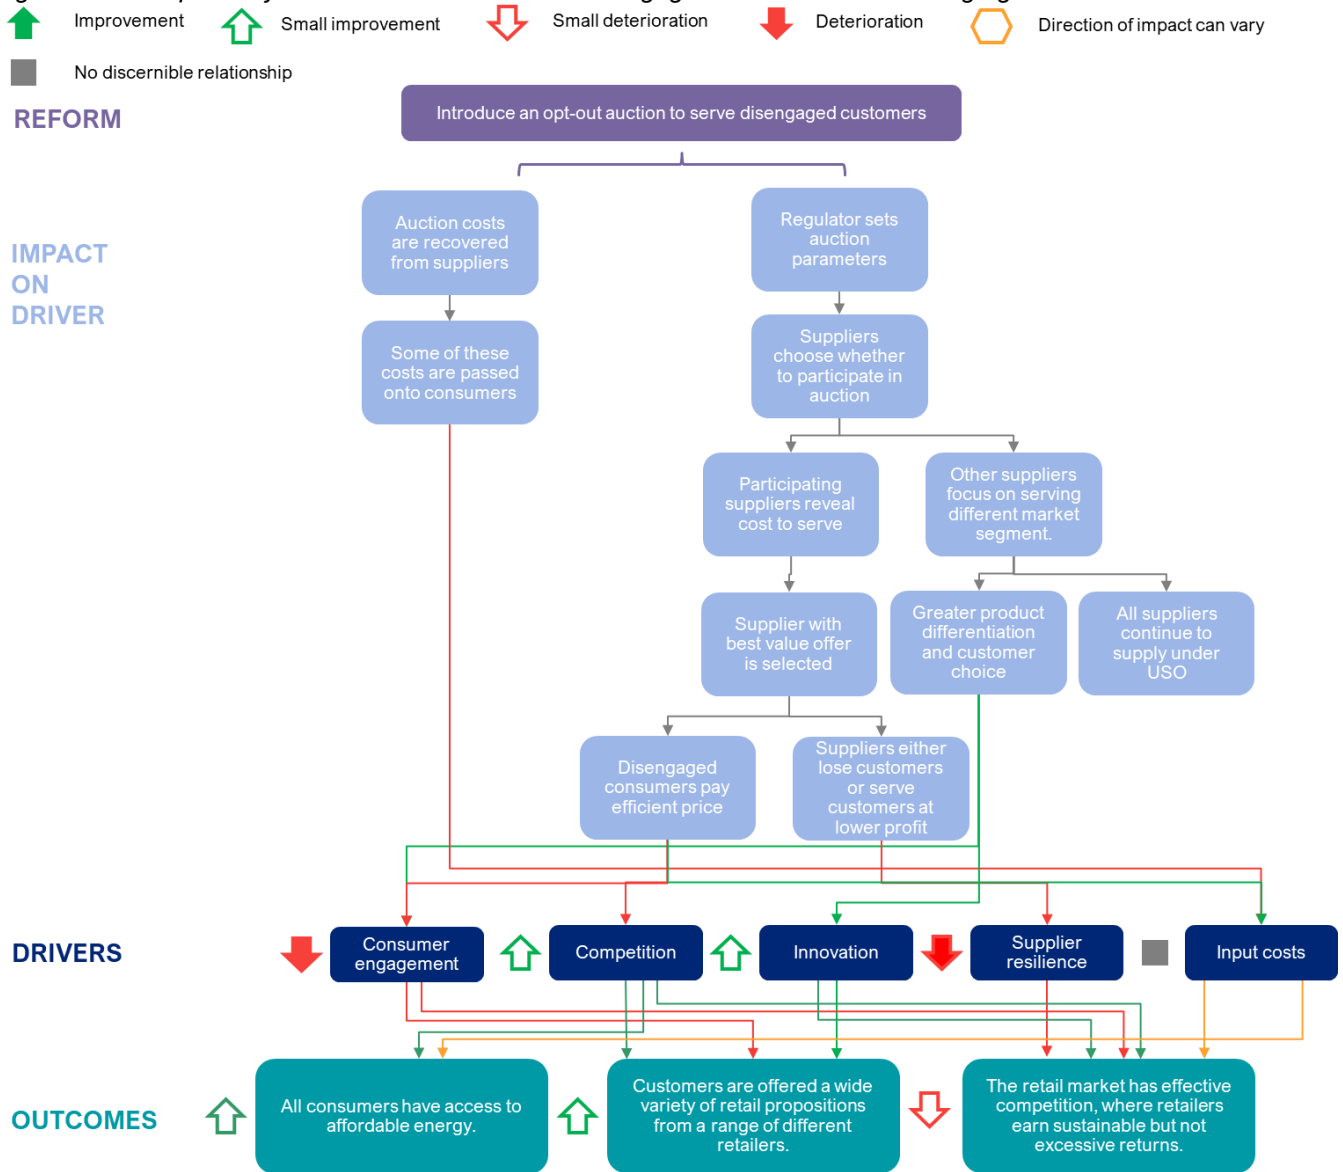 Improvement
Small improvement
Small deterioration
Deterioration
Direction of impact can vary
No discernible relationship
REFORM
Introduce an opt-out auction to serve disengaged customers
IMPACT
ON
DRIVER
Auction costs
are recovered
from suppliers
Regulator sets
auction
parameters
Some of these
costs are passed
onto consumers
Suppliers
choose whether
to participate in
auction
Participating
suppliers reveal
cost to serve
Other suppliers
focus on serving
different market
segment.
Supplier with
best value offer
is selected
Greater product
differentiation
and customer
choice
All suppliers
continue to
supply under
USO
Disengaged
consumers pay
efficient price
Suppliers either
lose customers
or serve
customers at
lower profit
DRIVERS
Consumer
engagement
Competition
Innovation
Supplier
resilience
Input costs
OUTCOMES
All consumers have access to
affordable energy.
Customers are offered a wide
variety of retail propositions
from a range of different
retailers.
The retail market has effective
competition, where retailers
earn sustainable but not
excessive returns.